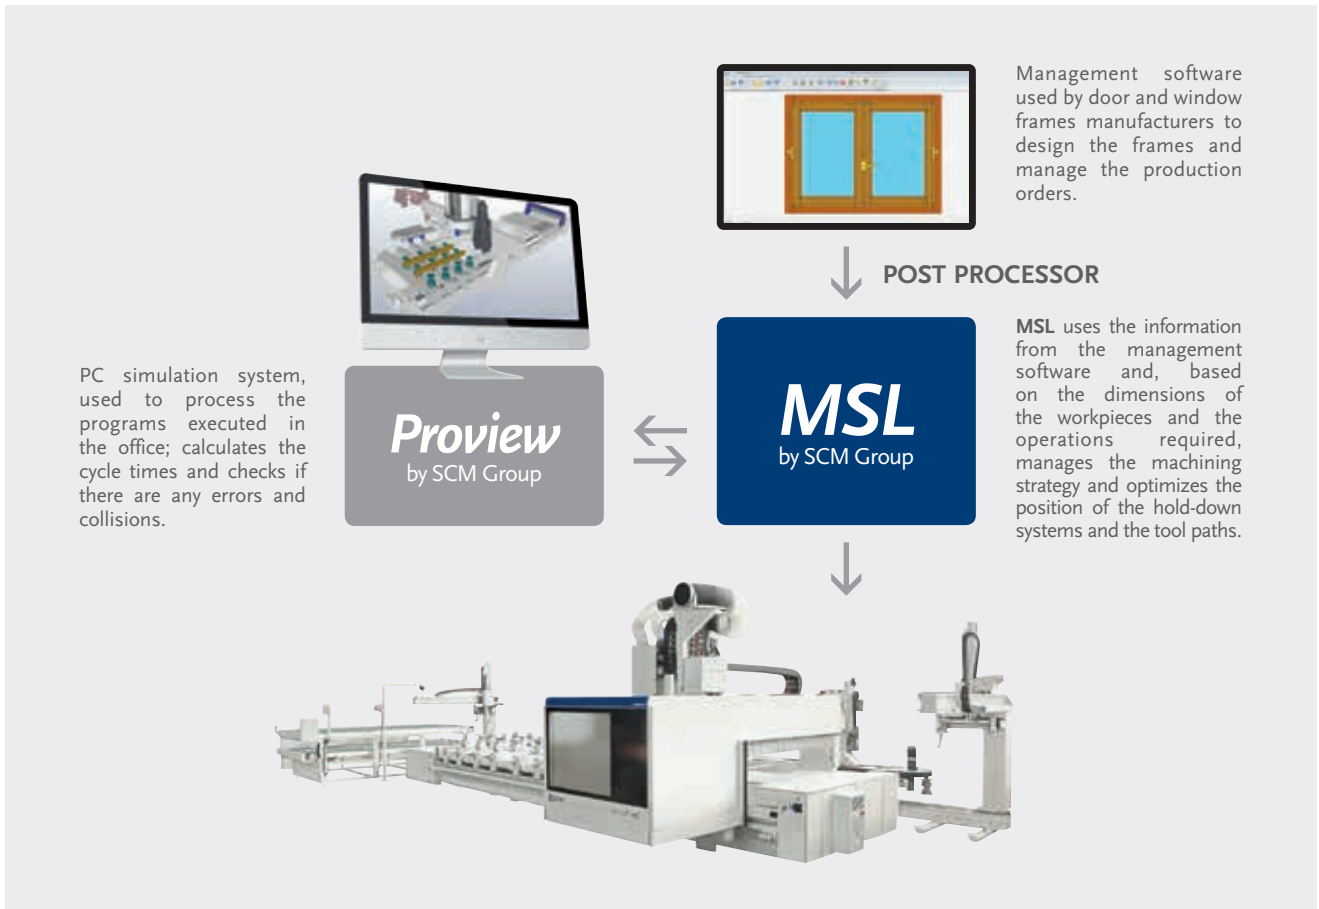 Management software
used by door and window
frames manufacturers to
design the frames and
manage the production
orders.
POST PROCESSOR
MSL uses the information
from the management
software and, based
on the dimensions of
the workpieces and the
operations required,
manages the machining
strategy and optimizes the
position of the hold-down
systems and the tool paths.
MSL
by SCM Group
Proview
by SCM Group
PC simulation system,
used to process the
programs executed in
the office; calculates the
cycle times and checks if
there are any errors and
collisions.